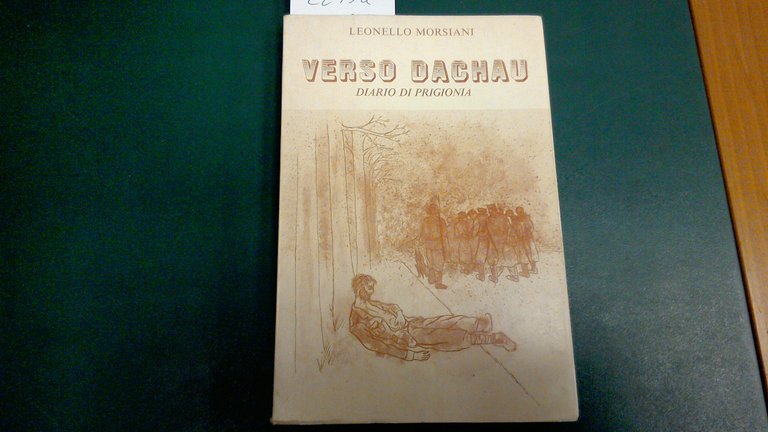 LEONELLO MORSIANI
VERSO DACHAU
DIARIO DI PRIGIONIA